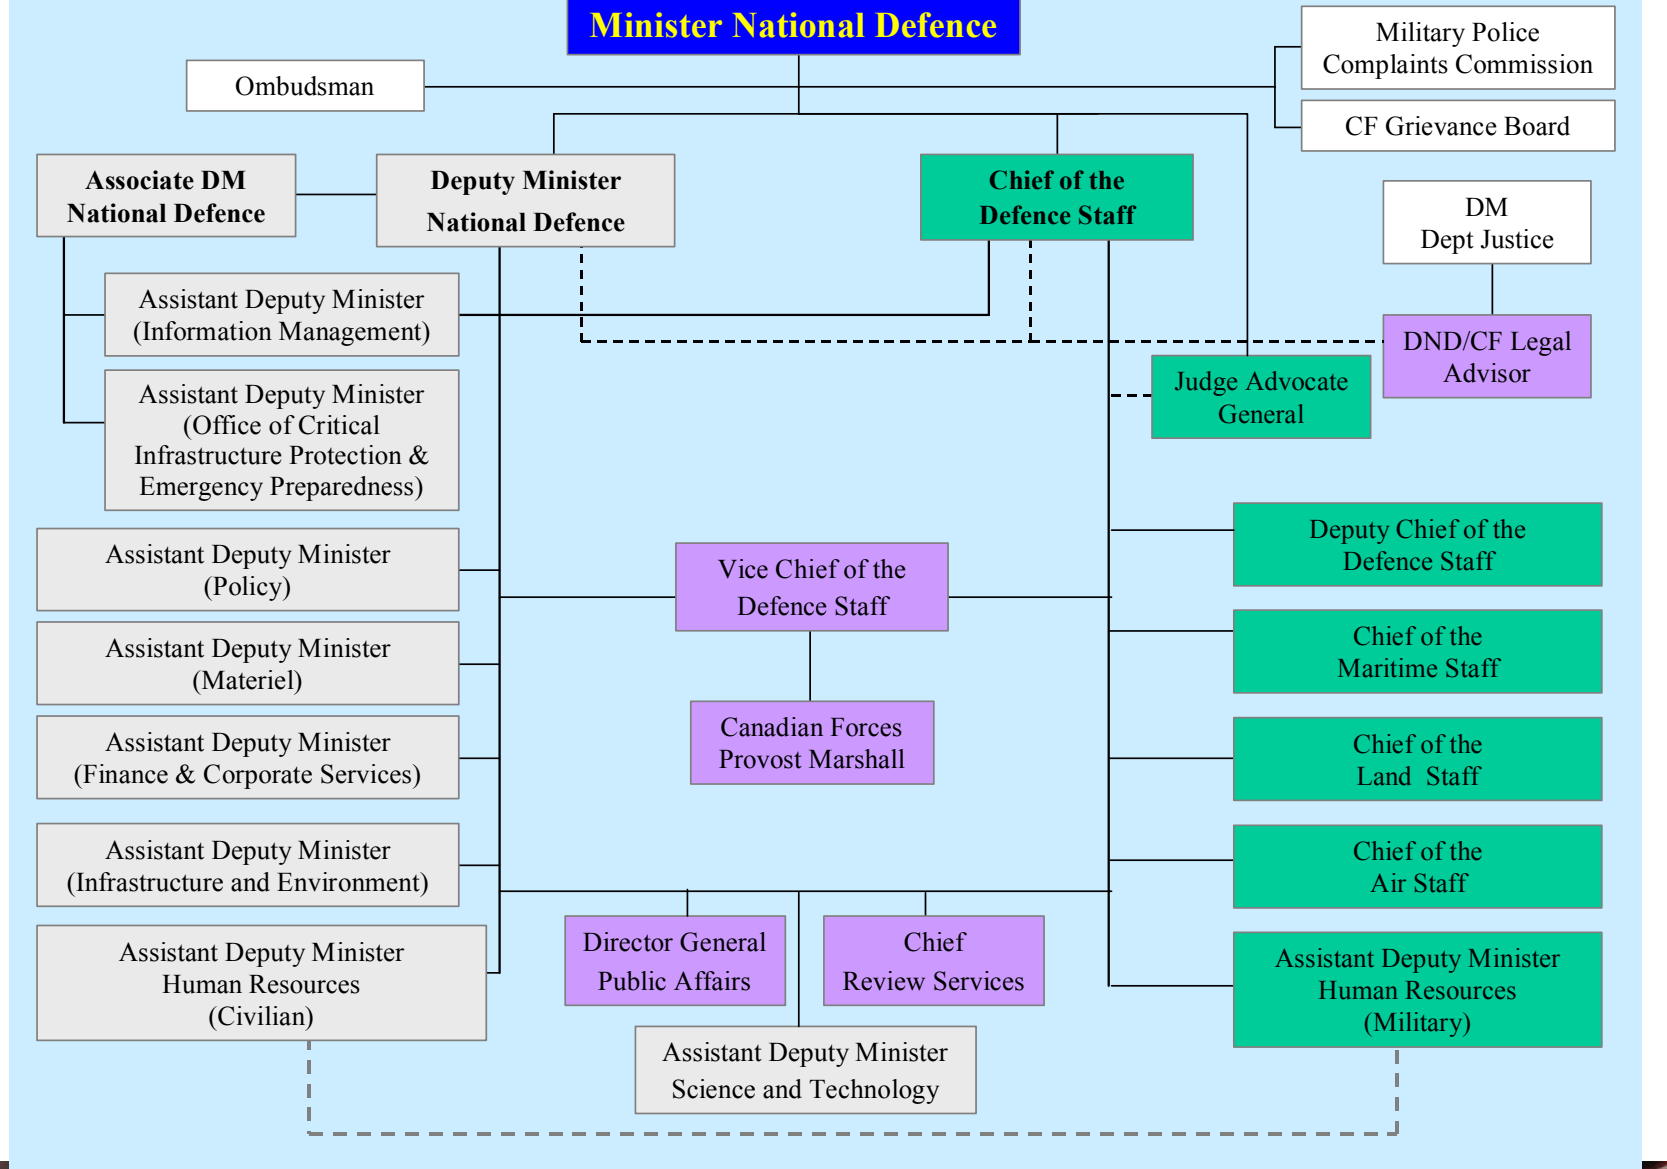 Minister National Defence
Military Police
Complaints Commission
Ombudsman
CF Grievance Board
Associate DM
National Defence
Deputy Minister
National Defence
Chief of the
Defence Staff
DM
Dept Justice
Assistant Deputy Minister
(Information Management)
DND/CF Legal
Advisor
Judge Advocate
General
Assistant Deputy Minister
(Office of Critical
Infrastructure Protection &
Emergency Preparedness)
Deputy Chief of the
Defence Staff
Assistant Deputy Minister
(Policy)
Vice Chief of the
Defence Staff
Chief of the
Maritime Staff
Assistant Deputy Minister
(Materiel)
Canadian Forces
Provost Marshall
Assistant Deputy Minister
(Finance & Corporate Services)
Chief of the
Land  Staff
Assistant Deputy Minister
(Infrastructure and Environment)
Chief of the
Air Staff
Assistant Deputy Minister
Human Resources
(Civilian)
Director General
Public Affairs
Chief
Review Services
Assistant Deputy Minister
Human Resources
(Military)
Assistant Deputy Minister
Science and Technology